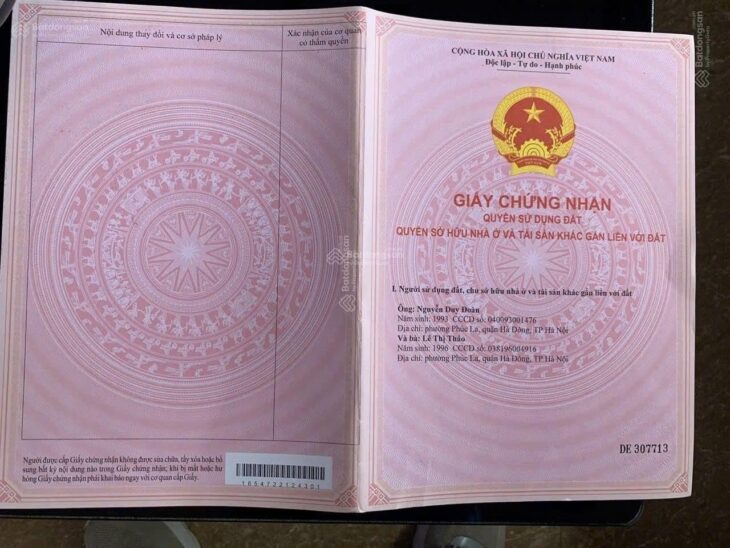 Nội dung thay đổi và cơ sở pháp lý
Xác nhận của cơ quan
có thẩm quyền
Người được cấp Giấy chứng nhận không được sửa chữa, tẩy xóa hoặc bổ
sung bất kỳ nội dung nào trong Giấy chứng nhận; khi bị mất hoặc hư
hỏng Giấy chứng nhận phải khai báo ngay với cơ quan cấp Giấy.
1654722124301
CỘNG HÒA XÃ HỘI CHỦ NGHĨA VIỆT NAM
Độc lập - Tự do - Hạnh phúc
GIẤY CHỨNG NHẬN
QUYỀN SỬ DỤNG ĐẤT
QUYỀN SỞ HỮU NHÀ Ở VÀ TÀI SẢN KHÁC GẮN LIỀN VỚI ĐẤT
I. Người sử dụng đất, chủ sở hữu nhà ở và tài sản khác gắn liền với đất
Ông: Nguyễn Duy Đoàn
Năm sinh: 1993 CCCD số: 040093001476
Địa chỉ: phường Phúc La, quận Hà Đông, TP Hà Nội
Và bà: Lê Thị Thảo
Năm sinh: 1996 CCCD số: 038196004916
Địa chỉ: phường Phúc La, quận Hà Đông, TP Hà Nội
DE 307713
Batdongsan
by PropertyGuru
Batdongsan
Batdongsan
by PropertyGuru